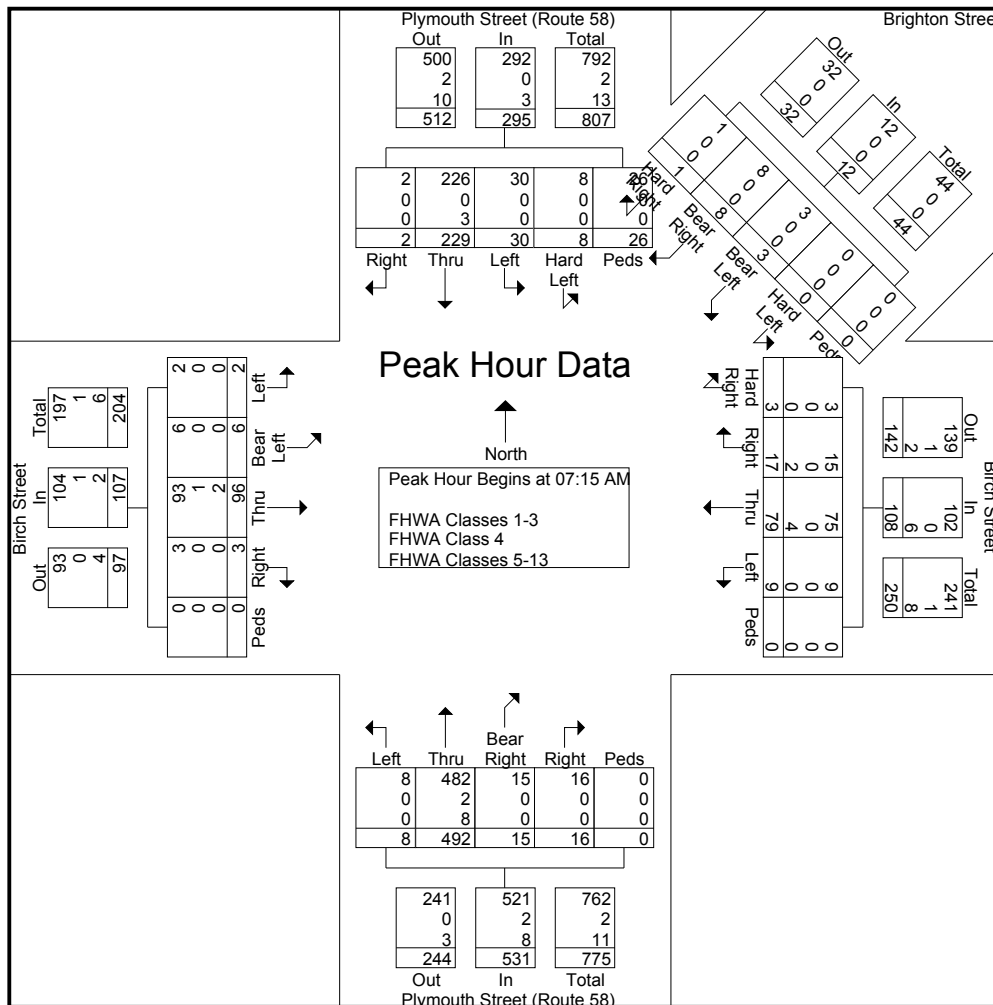 Plymouth Street (Route 58)
Out In Total
500 292 792
2 0 2
10 3 13
512 295 807
2 226 30 8 26
0 0 0 0 0
0 3 0 0 0
2 229 30 8 26
Right Thru Left Hard Left Peds
Brighton Stree
Out In Total
32 12 44
0 0 0
0 0 0
32 12 44
1 8 3 0 0
0 0 0 0 0
0 0 0 0 0
1 8 3 0 0
Hard Right Bear Right Bear Left Hard Left Peds
Peak Hour Data
North
Peak Hour Begins at 07:15 AM
FHWA Classes 1-3
FHWA Class 4
FHWA Classes 5-13
Birch Street
Out In Total
93 104 197
0 1 1
4 2 6
97 107 204
Left Bear Left Thru Right Peds
2 6 93 3 0
0 0 1 0 0
0 0 2 0 0
2 6 96 3 0
Birch Street
Out In Total
139 102 241
1 0 1
2 6 8
142 108 250
Hard Right Right Thru Left Peds
3 15 75 9 0
0 0 0 0 0
0 2 4 0 0
3 17 79 9 0
Left Thru Bear Right Right Peds
8 482 15 16 0
0 2 0 0 0
0 8 0 0 0
8 492 15 16 0
241 521 762
0 2 2
3 8 11
244 531 775
Out In Total
Plymouth Street (Route 58)